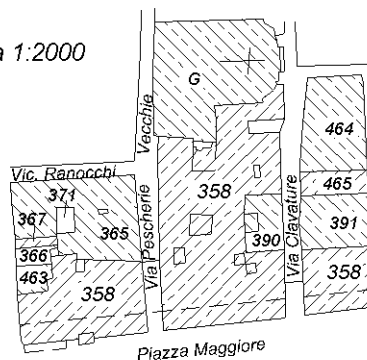 a 1:2000
G
Vecchie
464
Vic. Ranocchi
371
358
465
367
365
Via Pescherie
Via Clavature
391
366
390
463
358
358
Piazza Maggiore